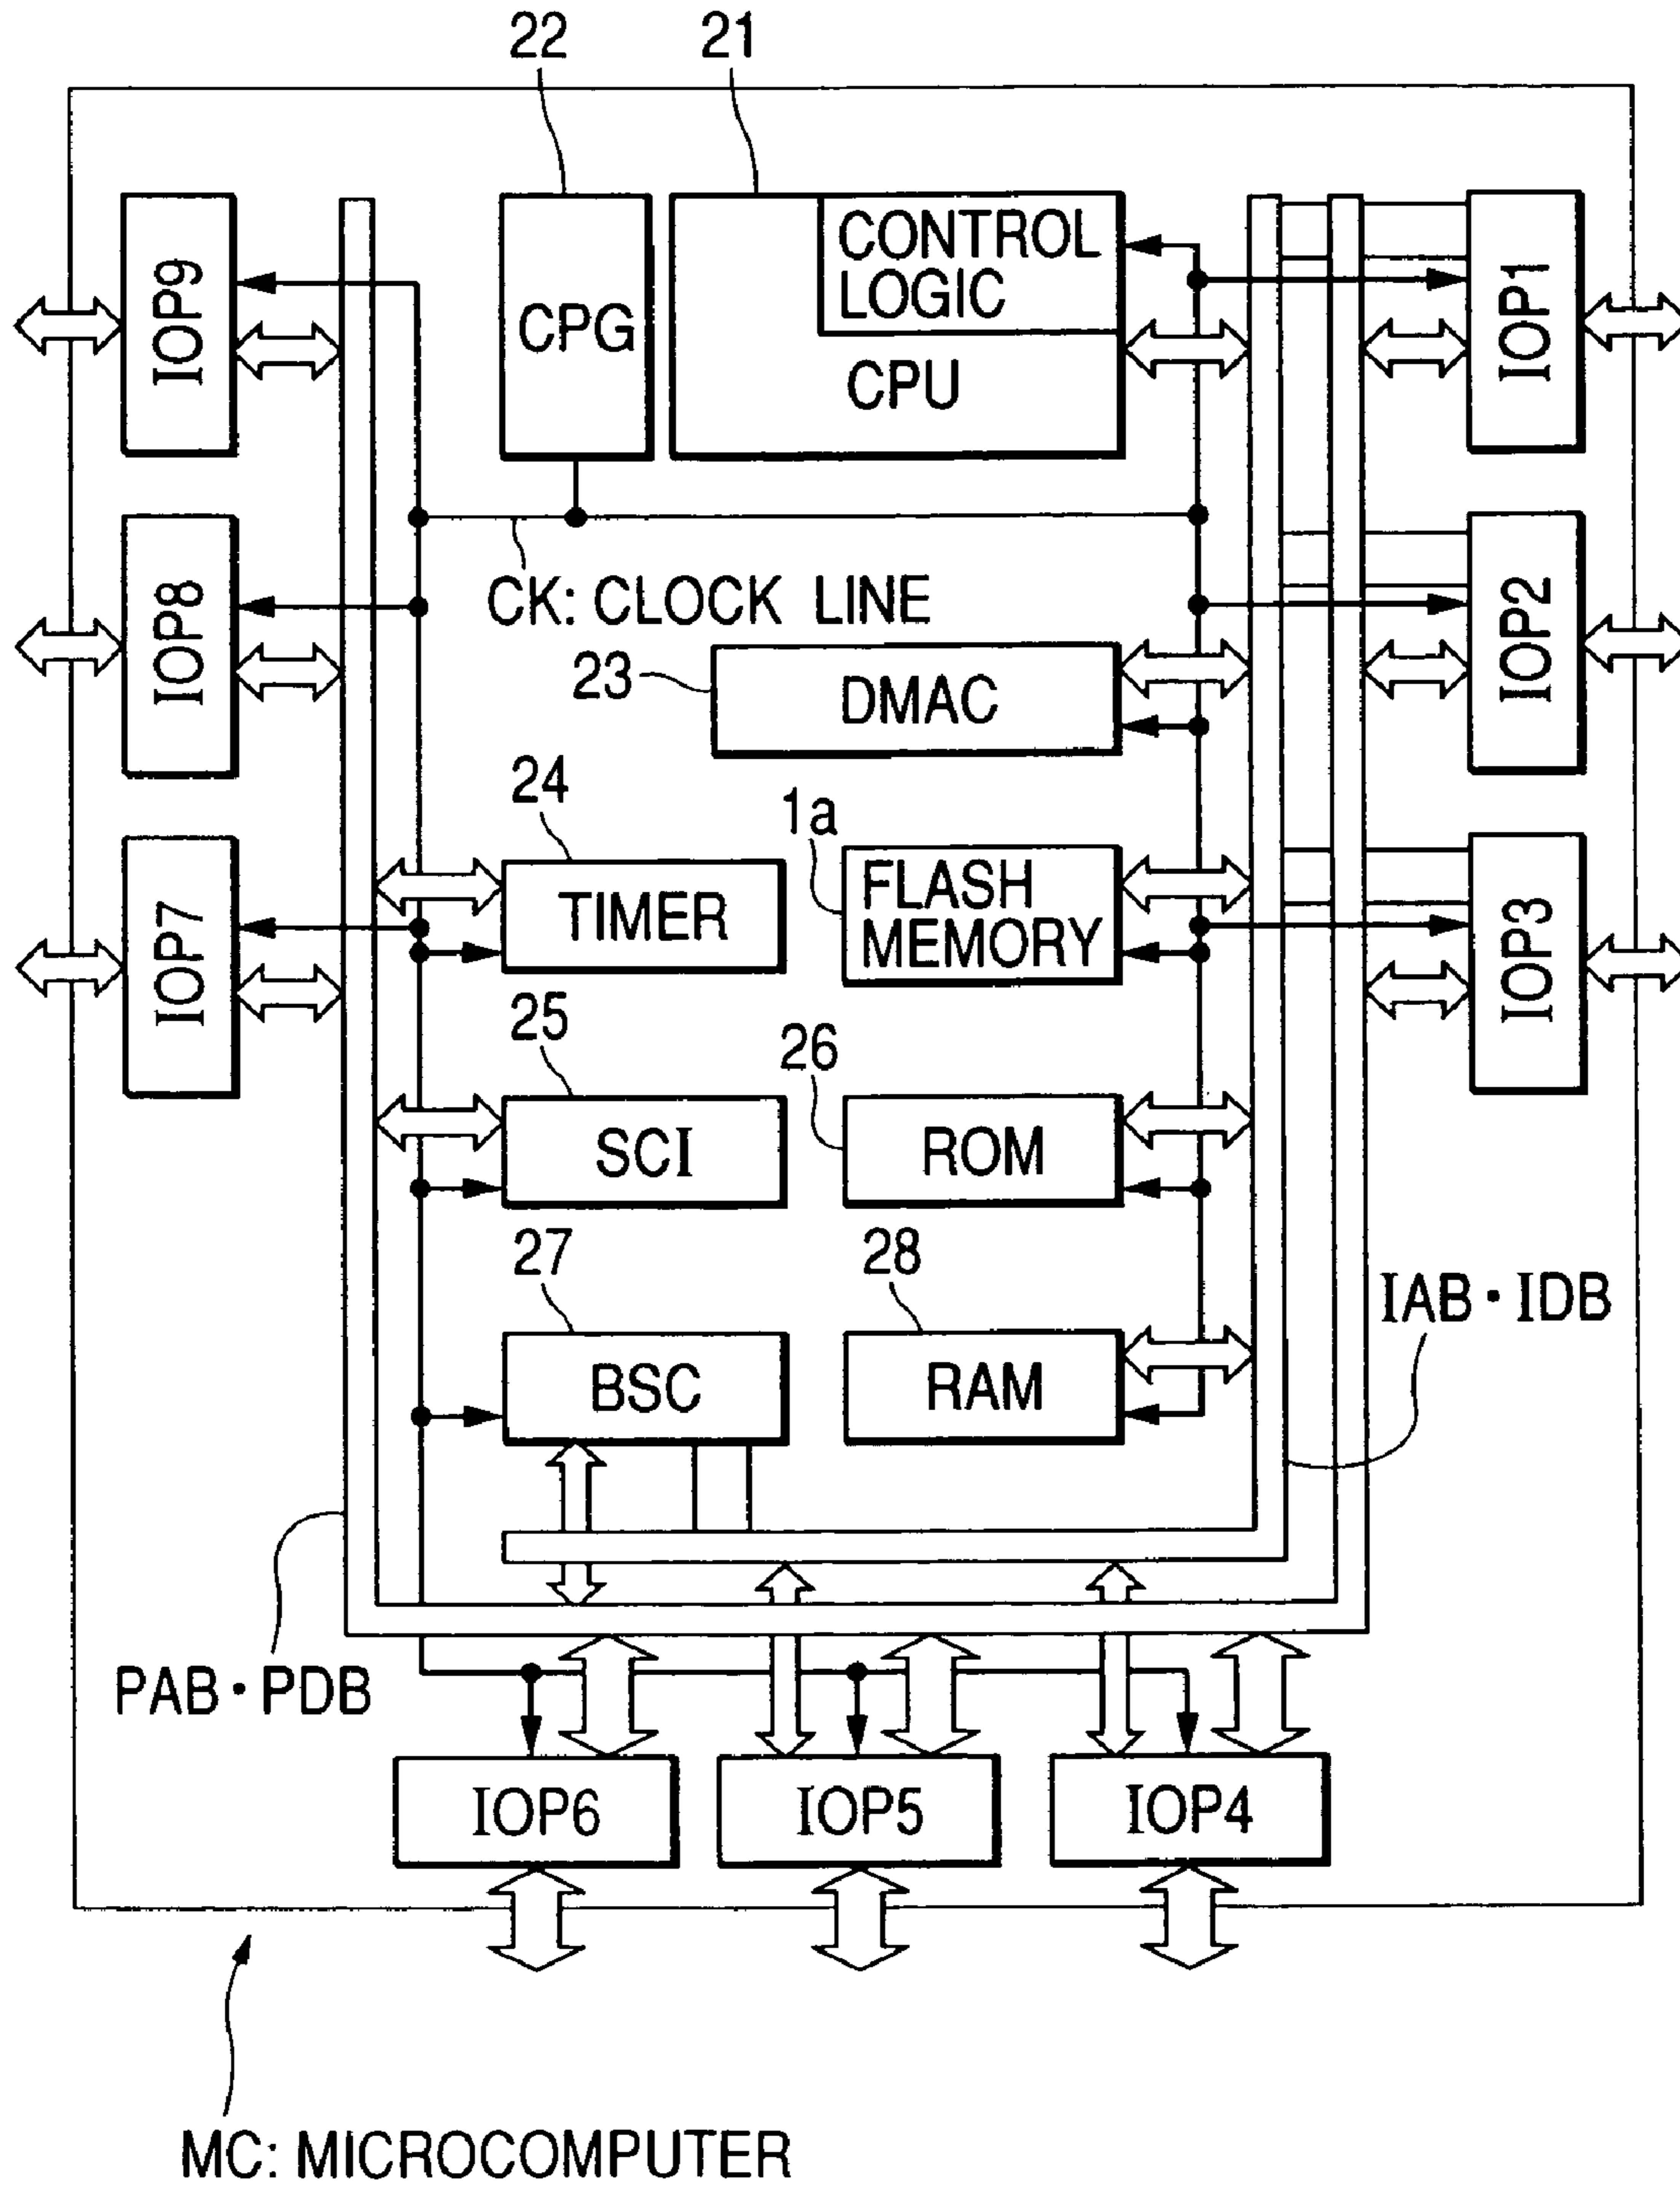 22
21
IOP9
CPG
CONTROL
LOGIC
CPU
IOP1
IOP8
CK: CLOCK LINE
IOP2
23
DMAC
24
1a
IOP7
TIMER
FLASH
MEMORY
IOP3
25
26
SCI
ROM
27
28
IAB・IDB
BSC
RAM
PAB・PDB
IOP6
IOP5
IOP4
MC: MICROCOMPUTER